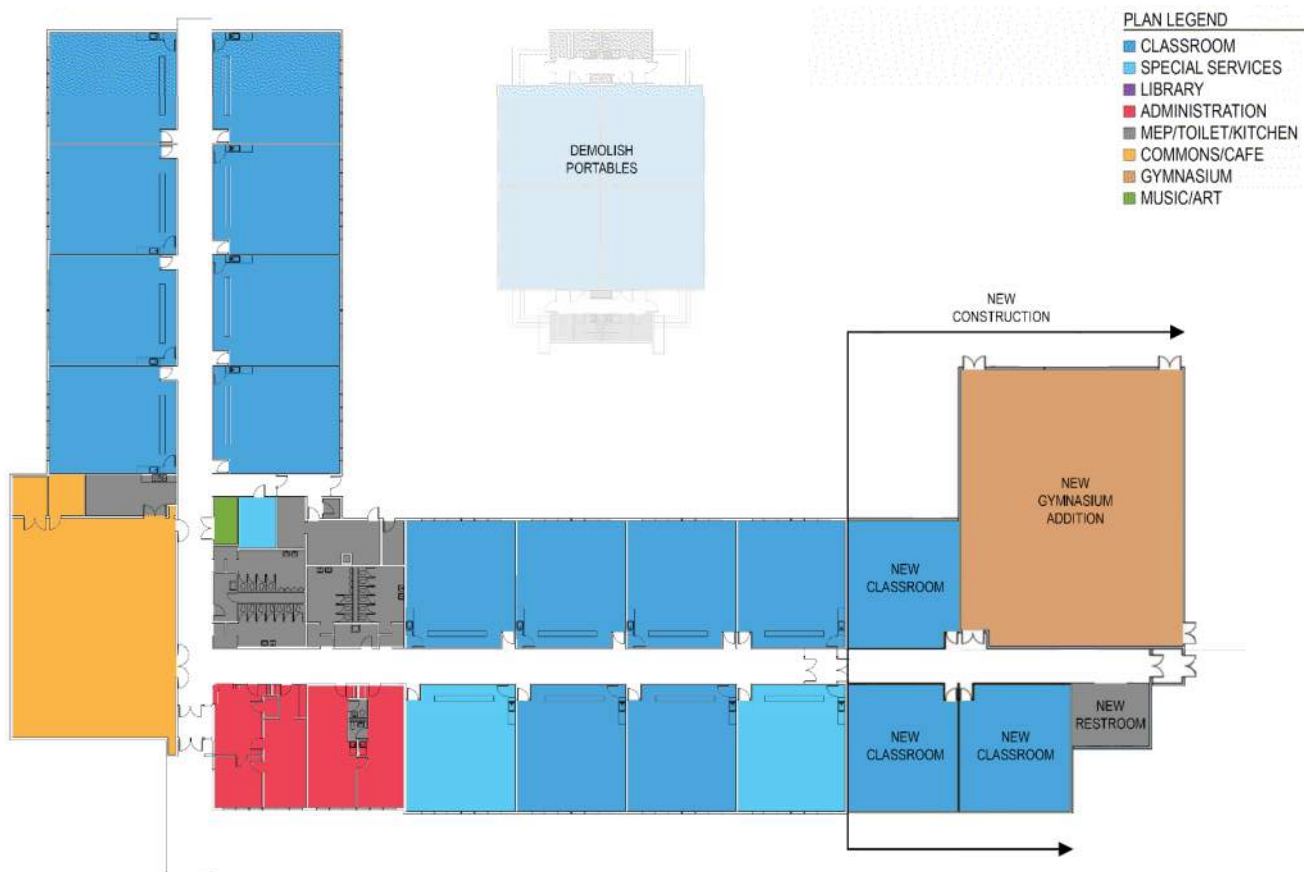 PLAN LEGEND
CLASSROOM
SPECIAL SERVICES
LIBRARY
ADMINISTRATION
MEP/TOILET/KITCHEN
COMMONS/CAFE
GYMNASIUM
MUSIC/ART
DEMOLISH
PORTABLES
NEW
CONSTRUCTION
NEW
GYMNASIUM
ADDITION
NEW
CLASSROOM
NEW
CLASSROOM
NEW
CLASSROOM
NEW
RESTROOM